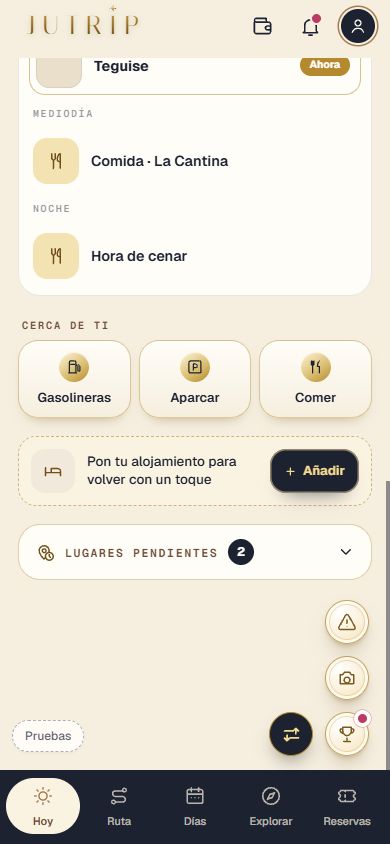 JUTRIP
Teguise
Ahora
MEDIODÍA
Comida · La Cantina
NOCHE
Hora de cenar
CERCA DE TI
Gasolineras
Aparcar
Comer
Pon tu alojamiento para
volver con un toque
+ Añadir
LUGARES PENDIENTES 2
Pruebas
Hoy
Ruta
Días
Explorar
Reservas